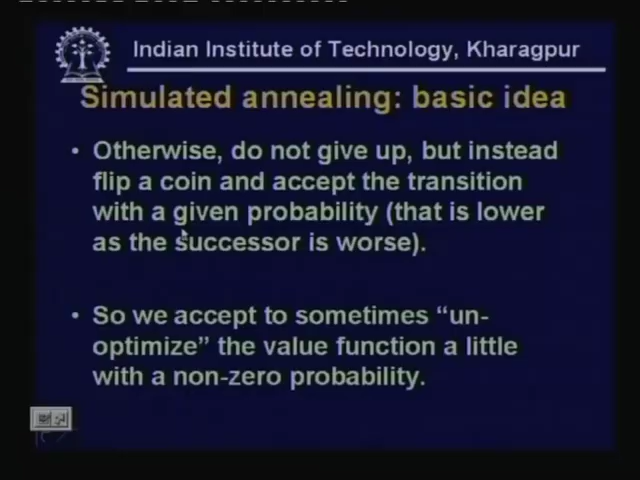 Indian Institute of Technology, Kharagpur
Simulated annealing: basic idea
• Otherwise, do not give up, but instead
flip a coin and accept the transition
with a given probability (that is lower
as the successor is worse).
• So we accept to sometimes “un-
optimize” the value function a little
with a non-zero probability.